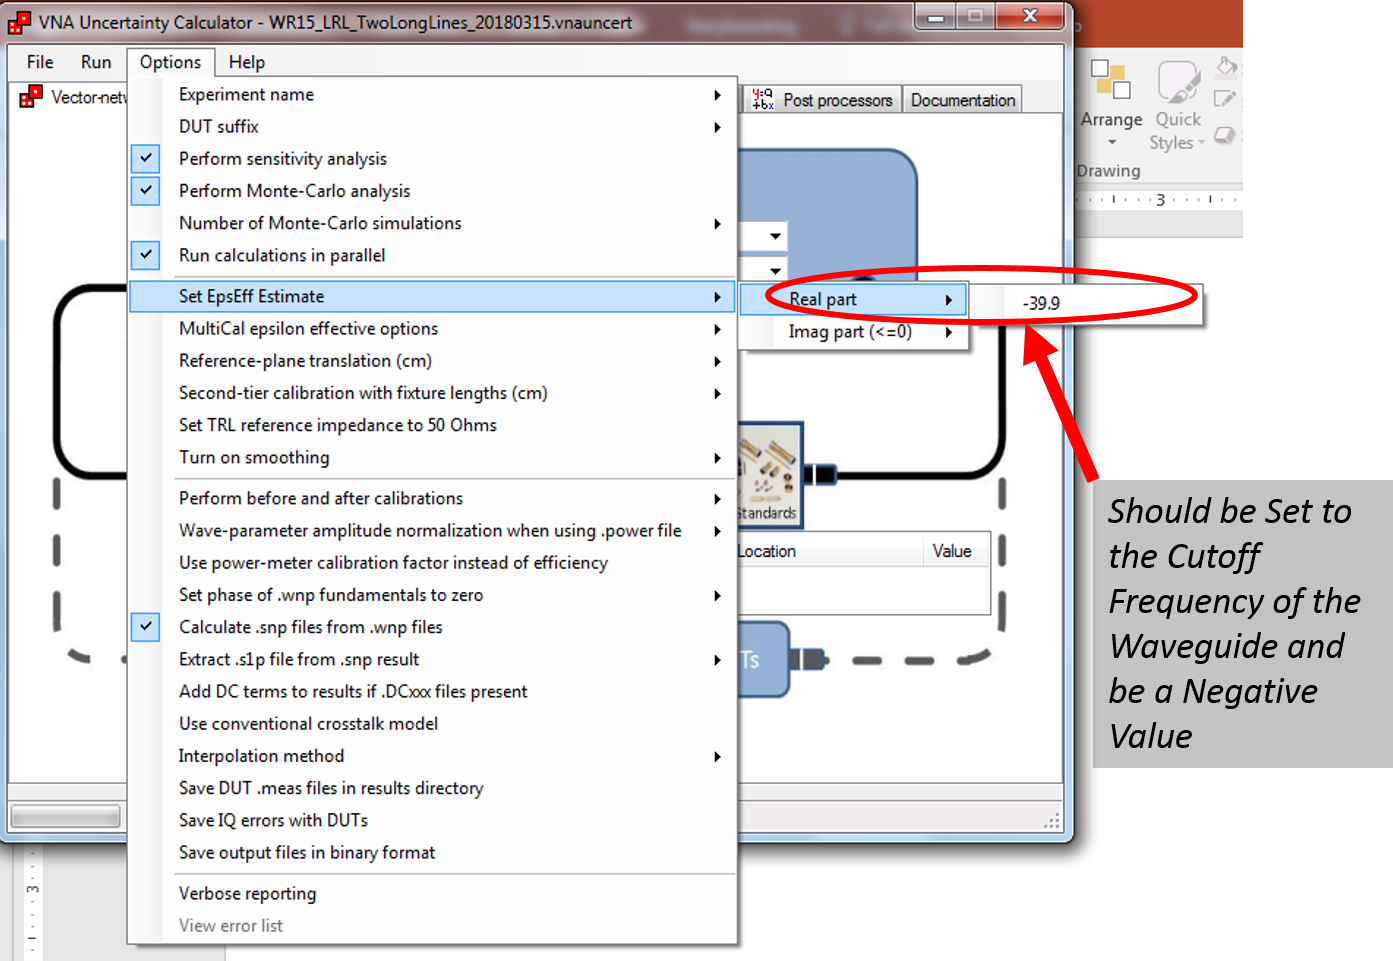 VNA Uncertainty Calculator - WR15_LRL_TwoLongLines_20180315.vnauncert
File Run Options Help
Vector-netw
Post processors Documentation
Experiment name
DUT suffix
Perform sensitivity analysis
Perform Monte-Carlo analysis
Number of Monte-Carlo simulations
Run calculations in parallel
Set EpsEff Estimate
Real part
-39.9
Imag part (<=0)
MultiCal epsilon effective options
Reference-plane translation (cm)
Second-tier calibration with fixture lengths (cm)
Set TRL reference impedance to 50 Ohms
Turn on smoothing
Perform before and after calibrations
Wave-parameter amplitude normalization when using .power file
Use power-meter calibration factor instead of efficiency
Set phase of .wnp fundamentals to zero
Calculate .snp files from .wnp files
Extract .s1p file from .snp result
Add DC terms to results if .DCxxx files present
Use conventional crosstalk model
Interpolation method
Save DUT .meas files in results directory
Save IQ errors with DUTs
Save output files in binary format
Verbose reporting
View error list
Standards
Location Value
Ts
Arrange Quick
Styles
Drawing
3
3
Should be Set to
the Cutoff
Frequency of the
Waveguide and
be a Negative
Value